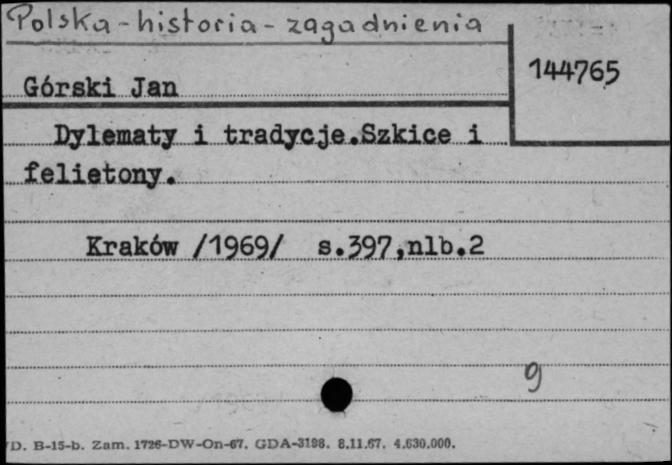 Polska - historia - zagadnienia
144765
Górski Jan
Dylematy i tradycje.Szkice i
felietony.
Kraków /1969/ s.397,nlb.2
9
D. B-15-b. Zam. 1726-DW-On-67. GDA-3198. 8.11.67. 4.630.000.